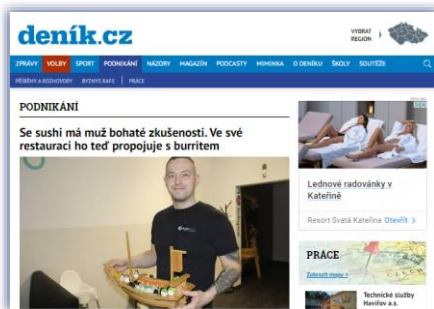 deník.cz
VYBRAT
REGION
ZPRÁVY VOLBY SPORT PODNIKÁNÍ NÁZORY MAGAZÍN PODCASTY MIMINKA O DENÍKU ŠKOLY SOUTĚŽE
PŘÍBĚHY A ROZHOVORY BYZNYS KAFE PRÁCE
PODNIKÁNÍ
Se sushi má muž bohaté zkušenosti. Ve své
restauraci ho teď propojuje s burritem
Lednové radovánky v
Kateřině
Resort Svatá Kateřina Otevřít >
PRÁCE
Zobrazit mapu »
Technické služby
Havířov a.s.